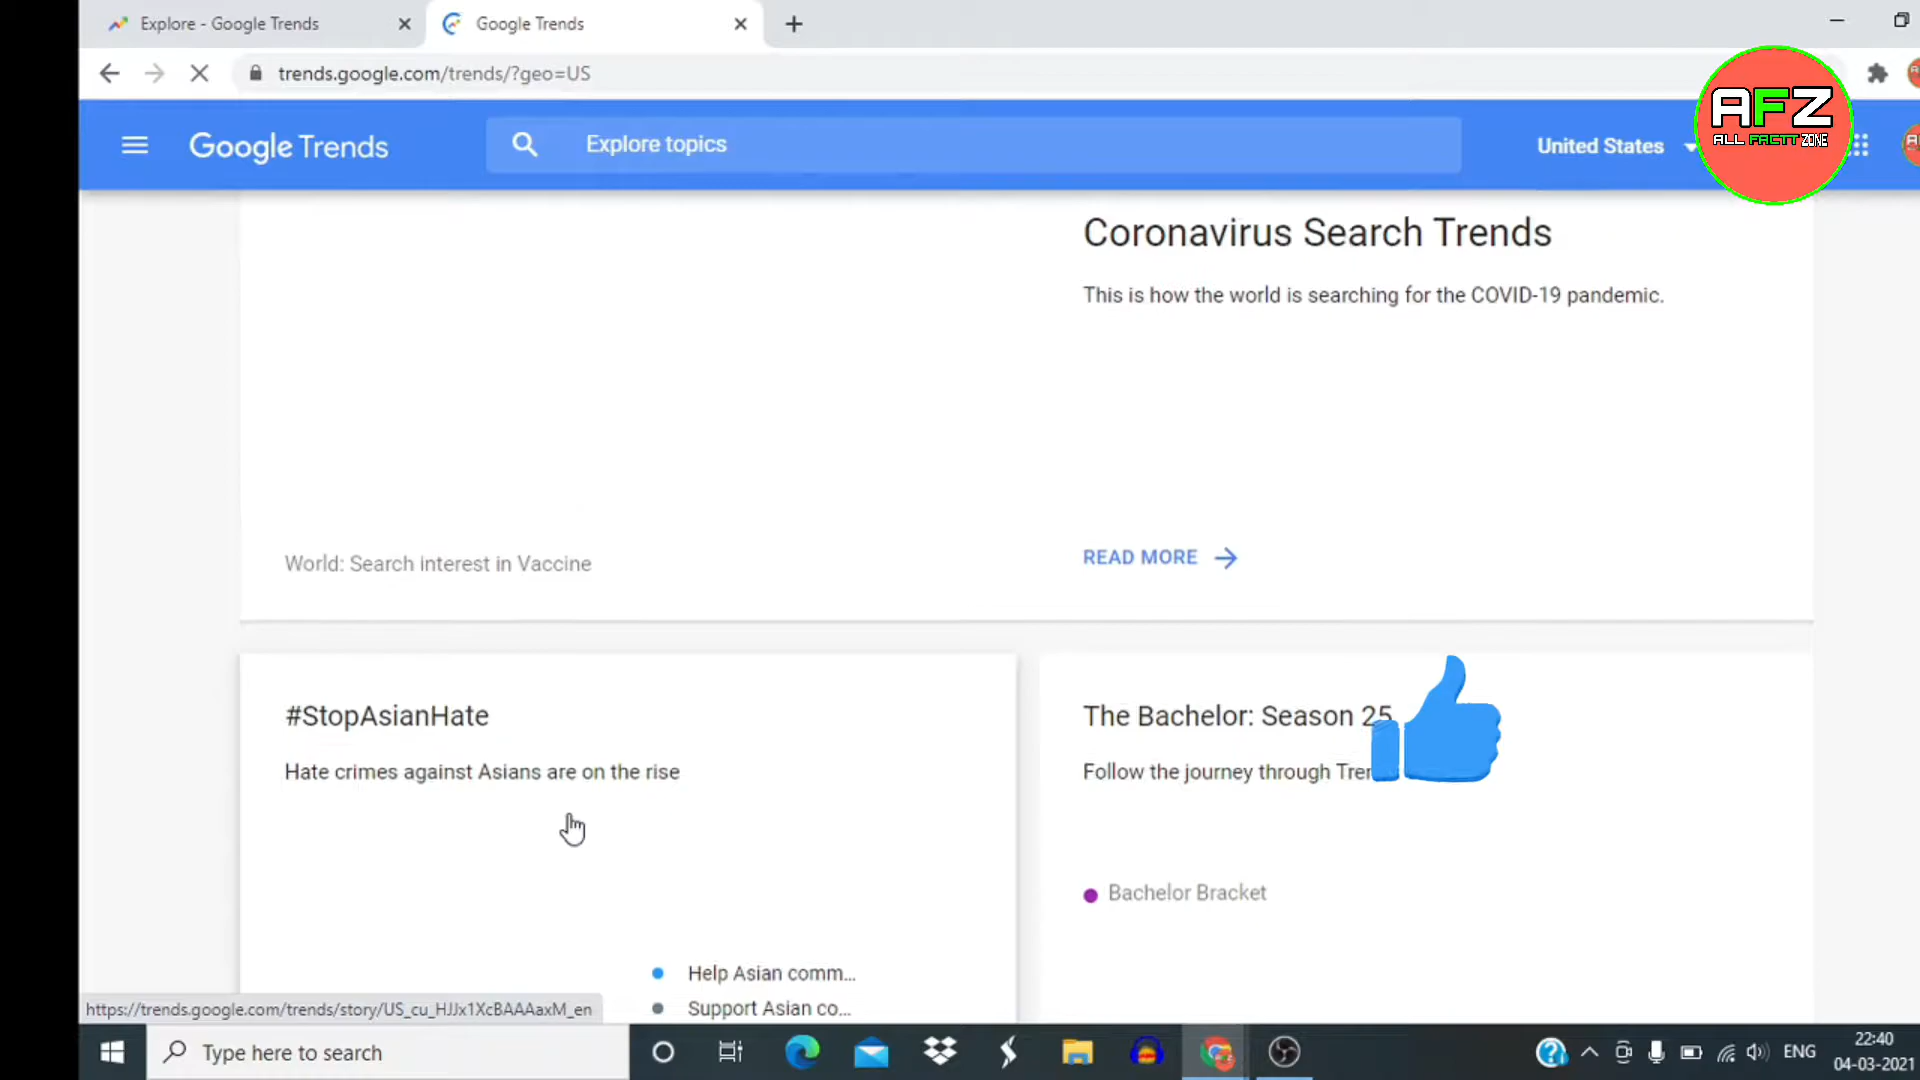 Explore - Google Trends
Google Trends
trends.google.com/trends/?geo=US
Google Trends
Explore topics
United States
AFZ
ALL FACTT ZONE
Coronavirus Search Trends
This is how the world is searching for the COVID-19 pandemic.
World: Search interest in Vaccine
READ MORE
#StopAsianHate
Hate crimes against Asians are on the rise
The Bachelor: Season 25
Follow the journey through Tre
Bachelor Bracket
Help Asian comm...
Support Asian co...
https://trends.google.com/trends/story/US_cu_HJJx1XcBAAAaxM_en
Type here to search
ENG
22:40
04-03-2021